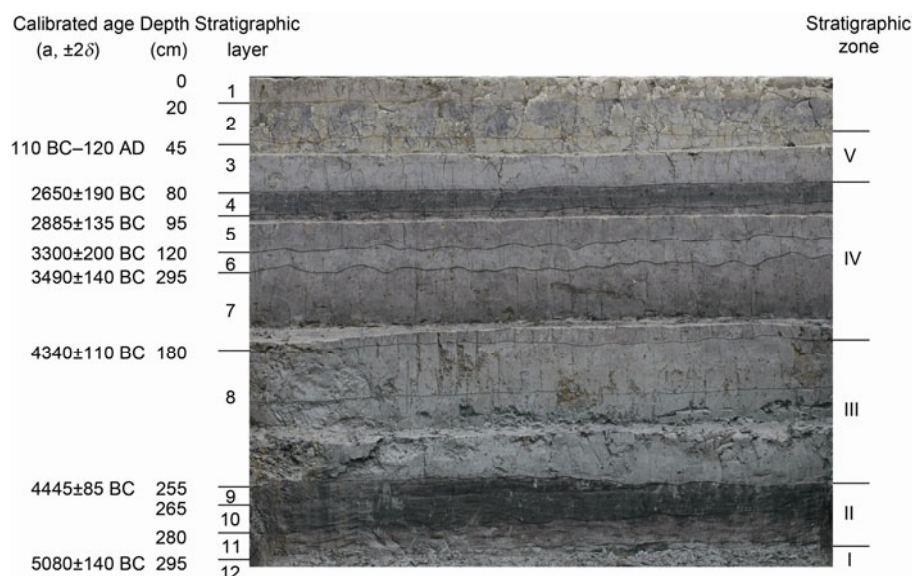 Calibrated age Depth Stratigraphic Stratigraphic
(a, ±2δ) (cm) layer zone
0
1
20
2
110 BC–120 AD 45 V
3
2650±190 BC 80
4
2885±135 BC 95
5
3300±200 BC 120 IV
6
3490±140 BC 295
7
4340±110 BC 180
8
III
4445±85 BC 255
9
265
10 II
280
11
5080±140 BC 295 I
12